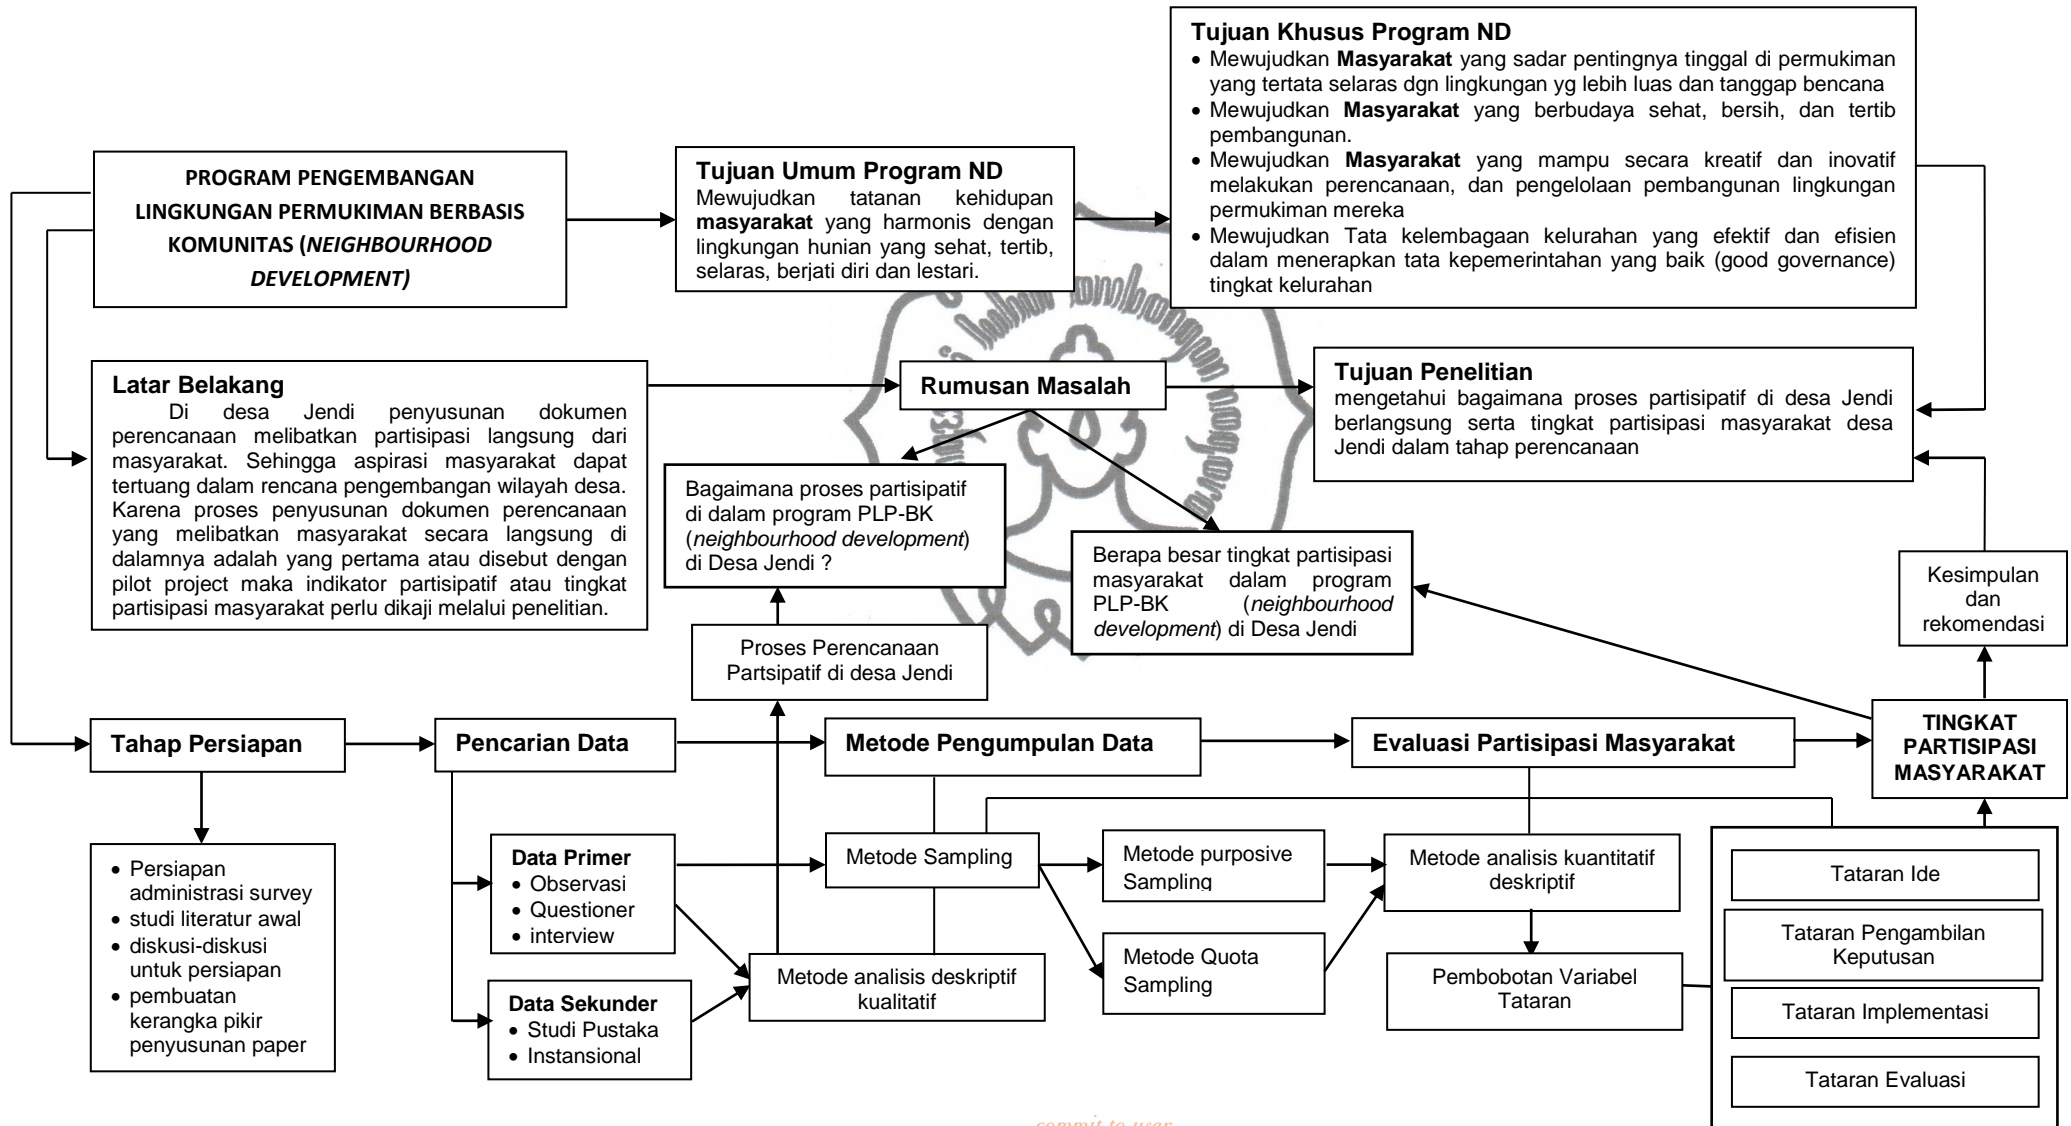 PROGRAM PENGEMBANGAN
LINGKUNGAN PERMUKIMAN BERBASIS
KOMUNITAS (NEIGHBOURHOOD
DEVELOPMENT)
Tujuan Umum Program ND
Mewujudkan tatanan kehidupan
masyarakat yang harmonis dengan
lingkungan hunian yang sehat, tertib,
selaras, berjati diri dan lestari.
Tujuan Khusus Program ND
• Mewujudkan Masyarakat yang sadar pentingnya tinggal di permukiman
yang tertata selaras dgn lingkungan yg lebih luas dan tanggap bencana
• Mewujudkan Masyarakat yang berbudaya sehat, bersih, dan tertib
pembangunan.
• Mewujudkan Masyarakat yang mampu secara kreatif dan inovatif
melakukan perencanaan, dan pengelolaan pembangunan lingkungan
permukiman mereka
• Mewujudkan Tata kelembagaan kelurahan yang efektif dan efisien
dalam menerapkan tata kepemerintahan yang baik (good governance)
tingkat kelurahan
Latar Belakang
Di desa Jendi penyusunan dokumen
perencanaan melibatkan partisipasi langsung dari
masyarakat. Sehingga aspirasi masyarakat dapat
tertuang dalam rencana pengembangan wilayah desa.
Karena proses penyusunan dokumen perencanaan
yang melibatkan masyarakat secara langsung di
dalamnya adalah yang pertama atau disebut dengan
pilot project maka indikator partisipatif atau tingkat
partisipasi masyarakat perlu dikaji melalui penelitian.
Rumusan Masalah
Tujuan Penelitian
mengetahui bagaimana proses partisipatif di desa Jendi
berlangsung serta tingkat partisipasi masyarakat desa
Jendi dalam tahap perencanaan
Bagaimana proses partisipatif
di dalam program PLP-BK
(neighbourhood development)
di Desa Jendi ?
Berapa besar tingkat partisipasi
masyarakat dalam program
PLP-BK (neighbourhood
development) di Desa Jendi
Kesimpulan
dan
rekomendasi
Proses Perencanaan
Partsipatif di desa Jendi
Tahap Persiapan
Pencarian Data
Metode Pengumpulan Data
Evaluasi Partisipasi Masyarakat
TINGKAT
PARTISIPASI
MASYARAKAT
• Persiapan
administrasi survey
• studi literatur awal
• diskusi-diskusi
untuk persiapan
• pembuatan
kerangka pikir
penyusunan paper
Data Primer
• Observasi
• Questioner
• interview
Data Sekunder
• Studi Pustaka
• Instansional
Metode Sampling
Metode analisis deskriptif
kualitatif
Metode purposive
Sampling
Metode Quota
Sampling
Metode analisis kuantitatif
deskriptif
Pembobotan Variabel
Tataran
Tataran Ide
Tataran Pengambilan
Keputusan
Tataran Implementasi
Tataran Evaluasi
commit to user